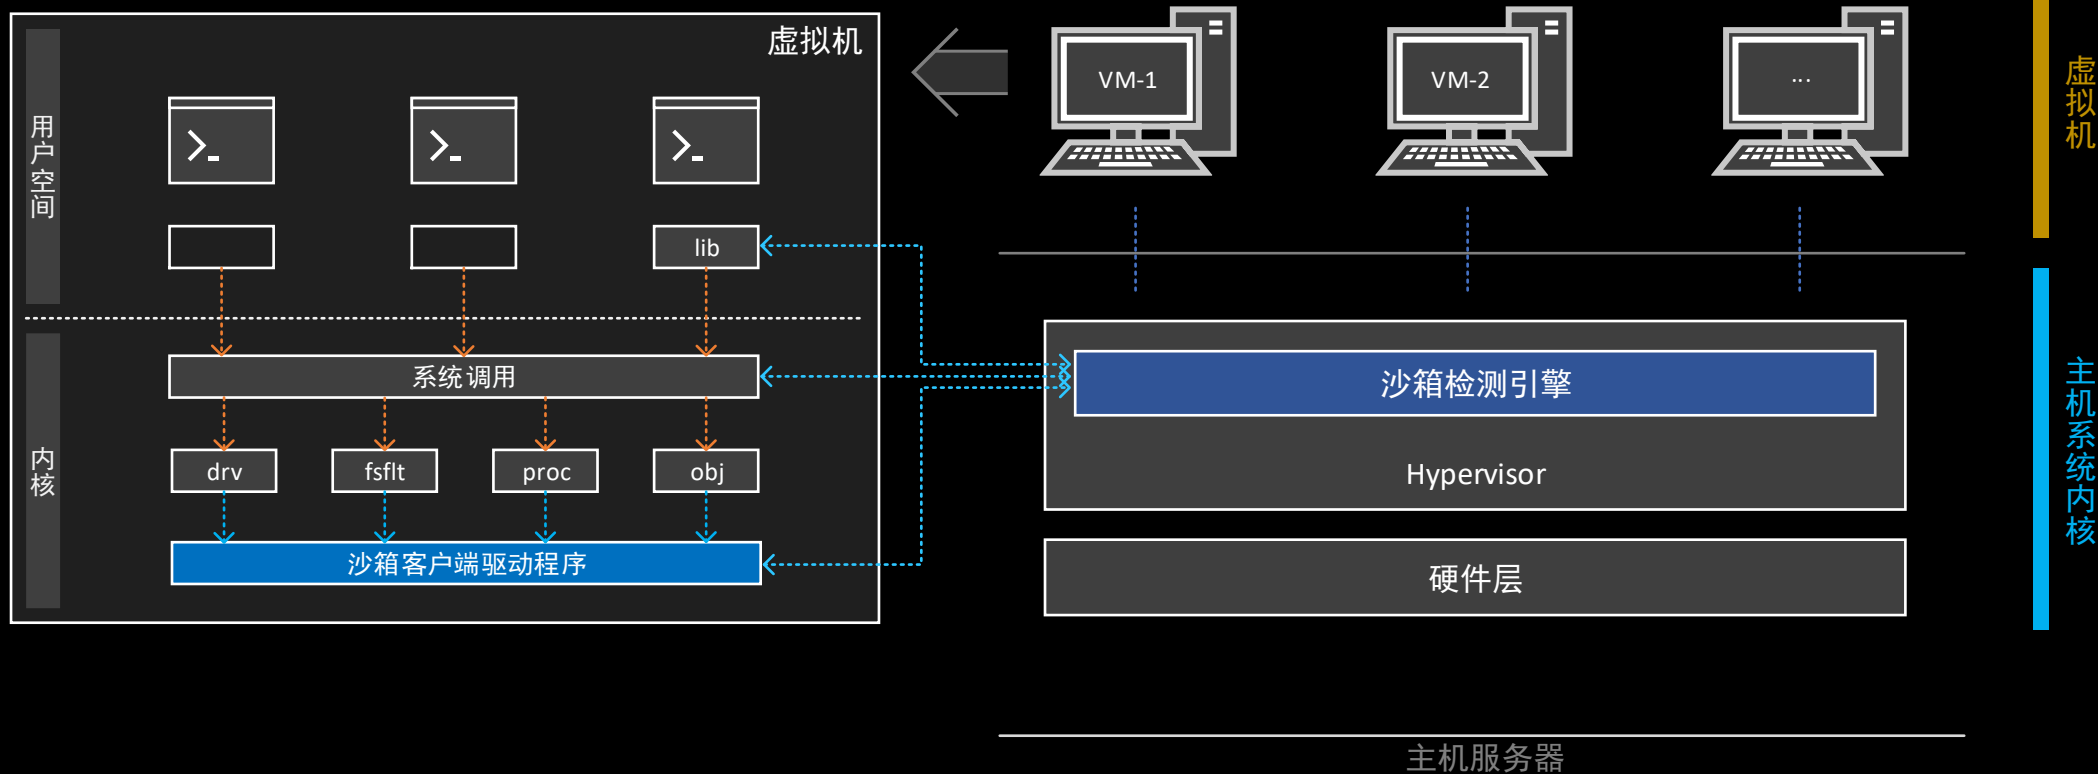 虚拟机
用户空间
lib
系统调用
内核
drv
fsflt
proc
obj
沙箱客户端驱动程序
VM-1
VM-2
...
虚拟机
沙箱检测引擎
Hypervisor
硬件层
主机系统内核
主机服务器